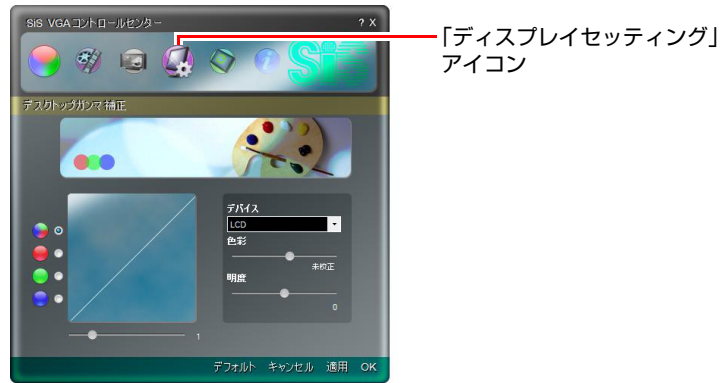 SiS VGAコントロールセンター ? X
SiS
「ディスプレイセッティング」
アイコン
デスクトップガンマ補正
デバイス
LCD
色彩
未校正
明度
0
1
デフォルト キャンセル 適用 OK